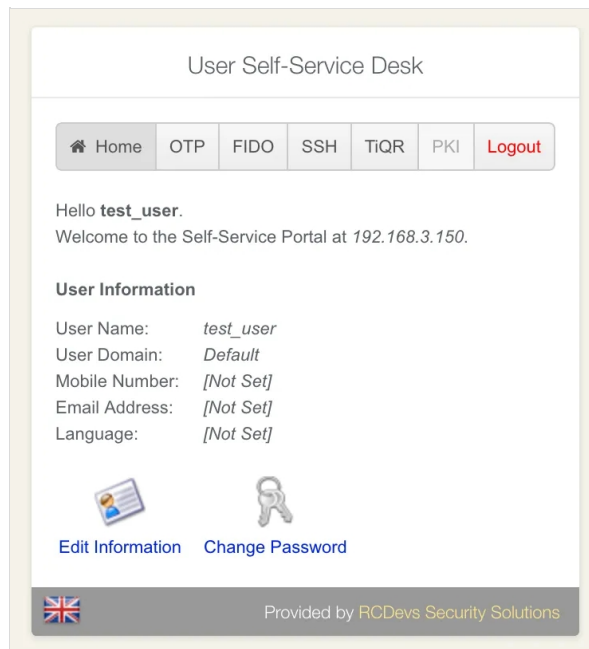 User Self-Service Desk
Home OTP FIDO SSH TiQR PKI Logout
Hello test_user.
Welcome to the Self-Service Portal at 192.168.3.150.
User Information
User Name: test_user
User Domain: Default
Mobile Number: [Not Set]
Email Address: [Not Set]
Language: [Not Set]
Edit Information Change Password
Provided by RCDevs Security Solutions